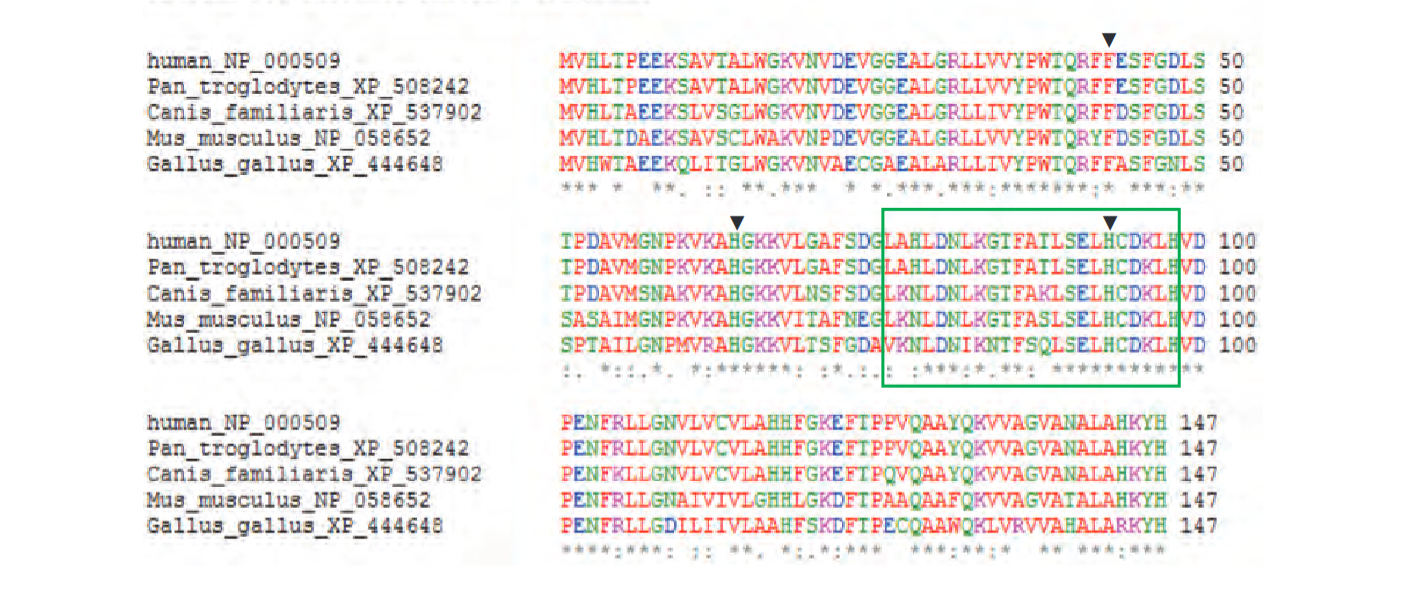 human_NP_000509 MVHLTPEEKSAVTALWGKVNVDEVGGEALGRLLVVYPWTQRFFESFGDLS 50
Pan_troglodytes_XP_508242 MVHLTPEEKSAVTALWGKVNVDEVGGEALGRLLVVYPWTQRFFESFGDLS 50
Canis_familiaris_XP_537902 MVHLTAEEKSLVSGLWGKVNVDEVGGEALGRLLIVYPWTQRFFDSFGDLS 50
Mus_musculus_NP_058652 MVHLTDAEKSAVSCLWAKVNPDEVGGEALGRLLVVYPWTQRYFDSFGDLS 50
Gallus_gallus_XP_444648 MVHWTAEEKQLITGLWGKVNVAECGAEALARLLIVYPWTQRFFASFGNLS 50
*** *  **. :: **.***  * *.***.***:*******:* ***:**
human_NP_000509 TPDAVMGNPKVKAHGKKVLGAFSDGLAHLDNLKGTFATLSELHCDKLHVD 100
Pan_troglodytes_XP_508242 TPDAVMGNPKVKAHGKKVLGAFSDGLAHLDNLKGTFATLSELHCDKLHVD 100
Canis_familiaris_XP_537902 TPDAVMSNAKVKAHGKKVLNSFSDGLKNLDNLKGTFAKLSELHCDKLHVD 100
Mus_musculus_NP_058652 SASAIMGNPKVKAHGKKVITAFNEGLKNLDNLKGTFASLSELHCDKLHVD 100
Gallus_gallus_XP_444648 SPTAILGNPMVRAHGKKVLTSFGDAVKNLDNIKNTFSQLSELHCDKLHVD 100
:. *::.*. *:******: :*.:.: :***:*.**: ************
human_NP_000509 PENFRLLGNVLVCVLAHHFGKEFTPPVQAAYQKVVAGVANALAHKYH 147
Pan_troglodytes_XP_508242 PENFRLLGNVLVCVLAHHFGKEFTPPVQAAYQKVVAGVANALAHKYH 147
Canis_familiaris_XP_537902 PENFKLLGNVLVCVLAHHFGKEFTPQVQAAYQKVVAGVANALAHKYH 147
Mus_musculus_NP_058652 PENFRLLGNAIVIVLGHHLGKDFTPAAQAAFQKVVAGVATALAHKYH 147
Gallus_gallus_XP_444648 PENFRLLGDILIIVLAAHFSKDFTPECQAAWQKLVRVVAHALARKYH 147
****:***: :: **. *:.*:***  ***:**:*  ** ***:***